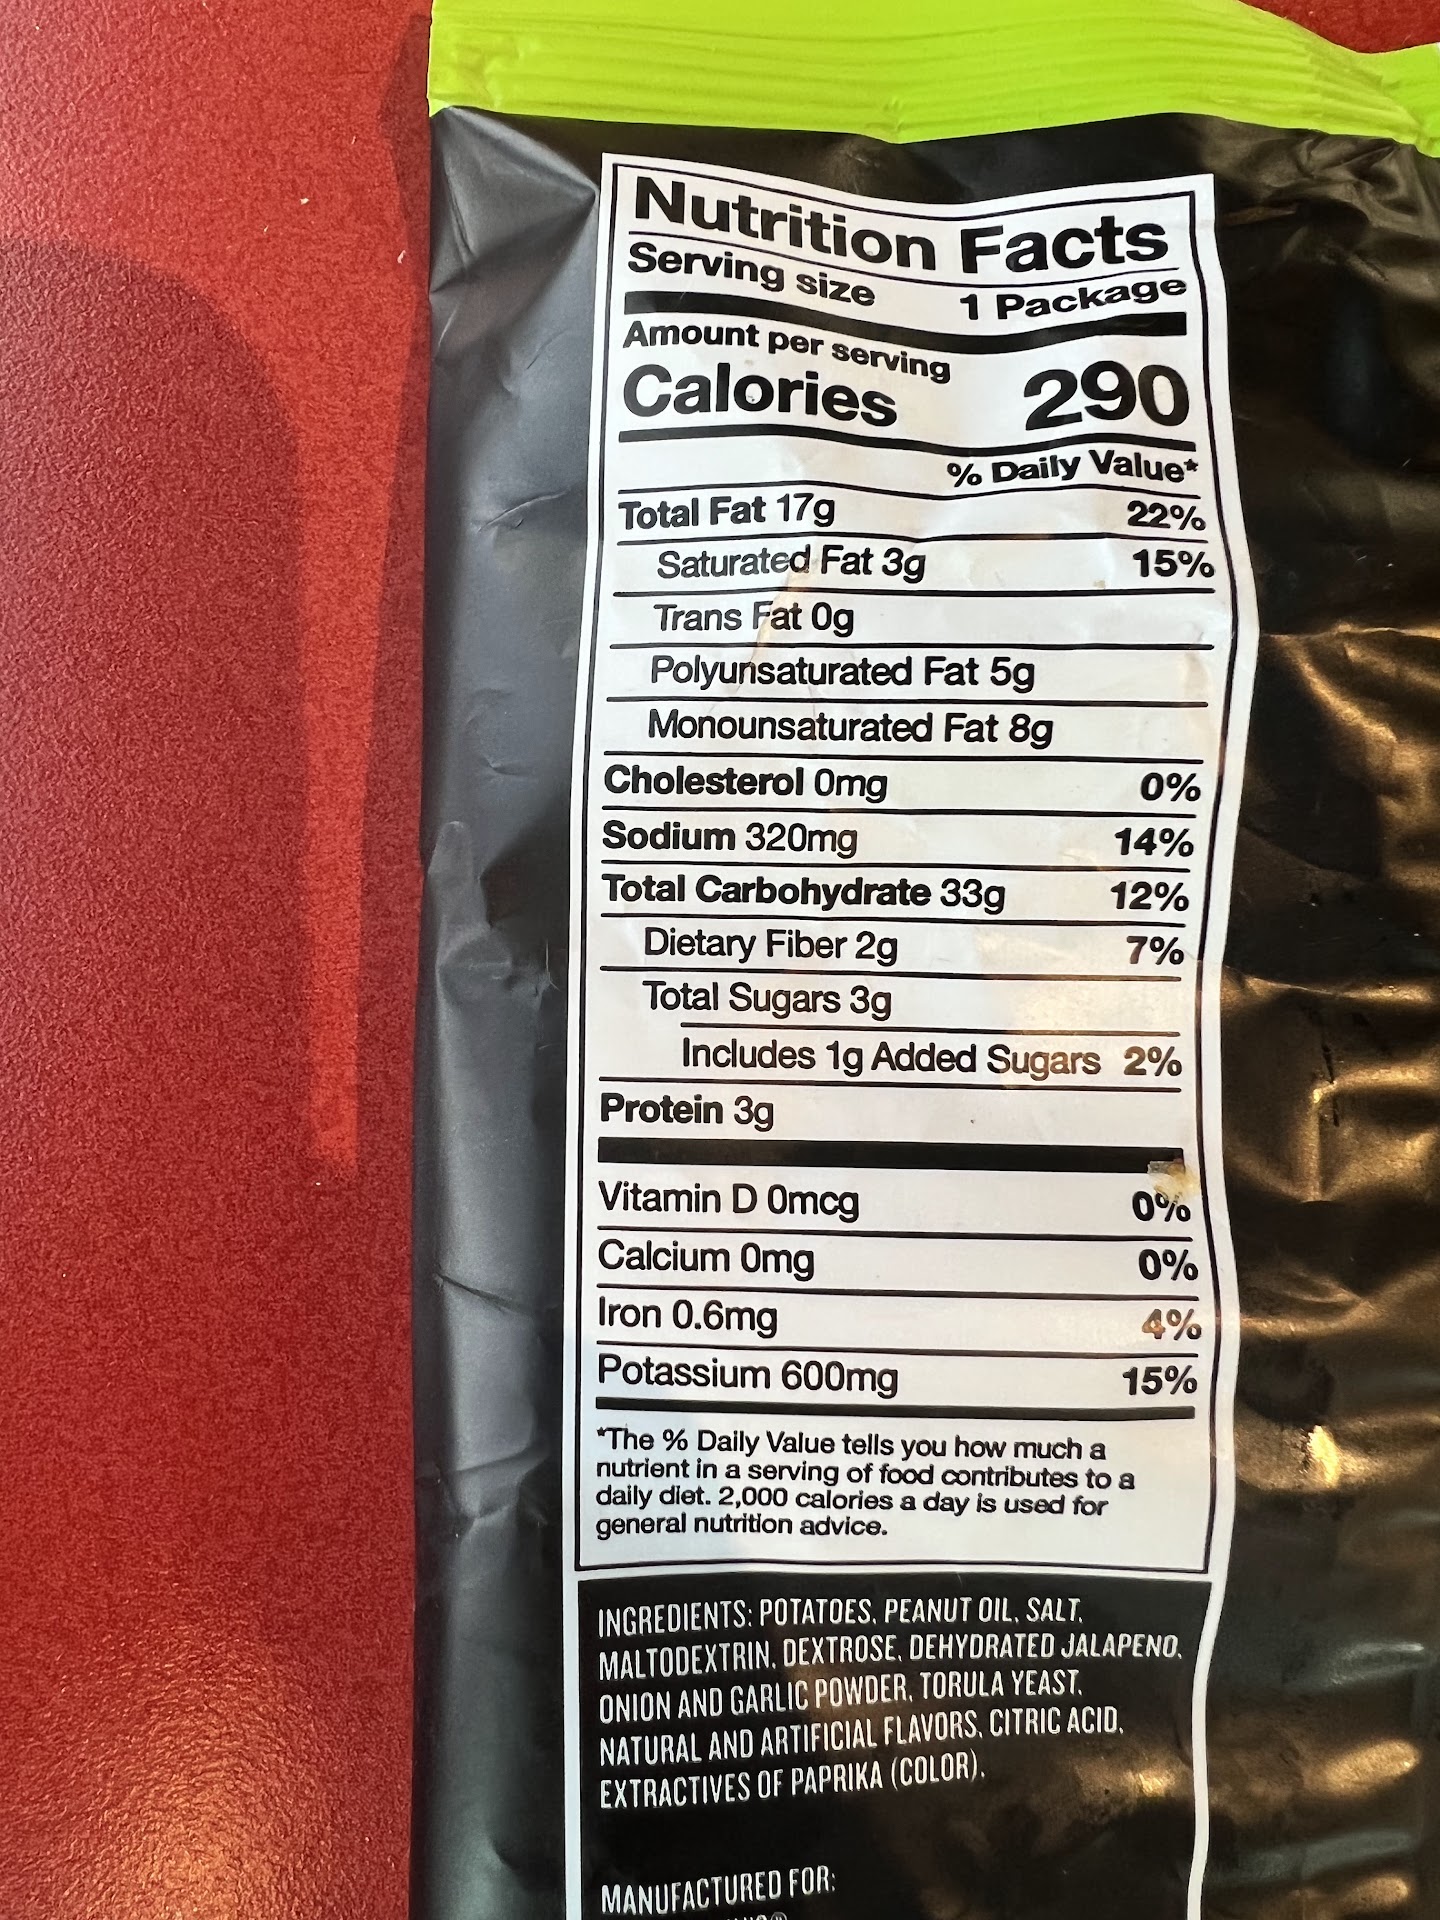 Nutrition Facts
Serving size 1 Package
Amount per serving
Calories 290
% Daily Value*
Total Fat 17g 22%
Saturated Fat 3g 15%
Trans Fat 0g
Polyunsaturated Fat 5g
Monounsaturated Fat 8g
Cholesterol 0mg 0%
Sodium 320mg 14%
Total Carbohydrate 33g 12%
Dietary Fiber 2g 7%
Total Sugars 3g
Includes 1g Added Sugars 2%
Protein 3g
Vitamin D 0mcg 0%
Calcium 0mg 0%
Iron 0.6mg 4%
Potassium 600mg 15%
*The % Daily Value tells you how much a
nutrient in a serving of food contributes to a
daily diet. 2,000 calories a day is used for
general nutrition advice.
INGREDIENTS: POTATOES, PEANUT OIL, SALT,
MALTODEXTRIN, DEXTROSE, DEHYDRATED JALAPENO,
ONION AND GARLIC POWDER, TORULA YEAST,
NATURAL AND ARTIFICIAL FLAVORS, CITRIC ACID,
EXTRACTIVES OF PAPRIKA (COLOR).
MANUFACTURED FOR: